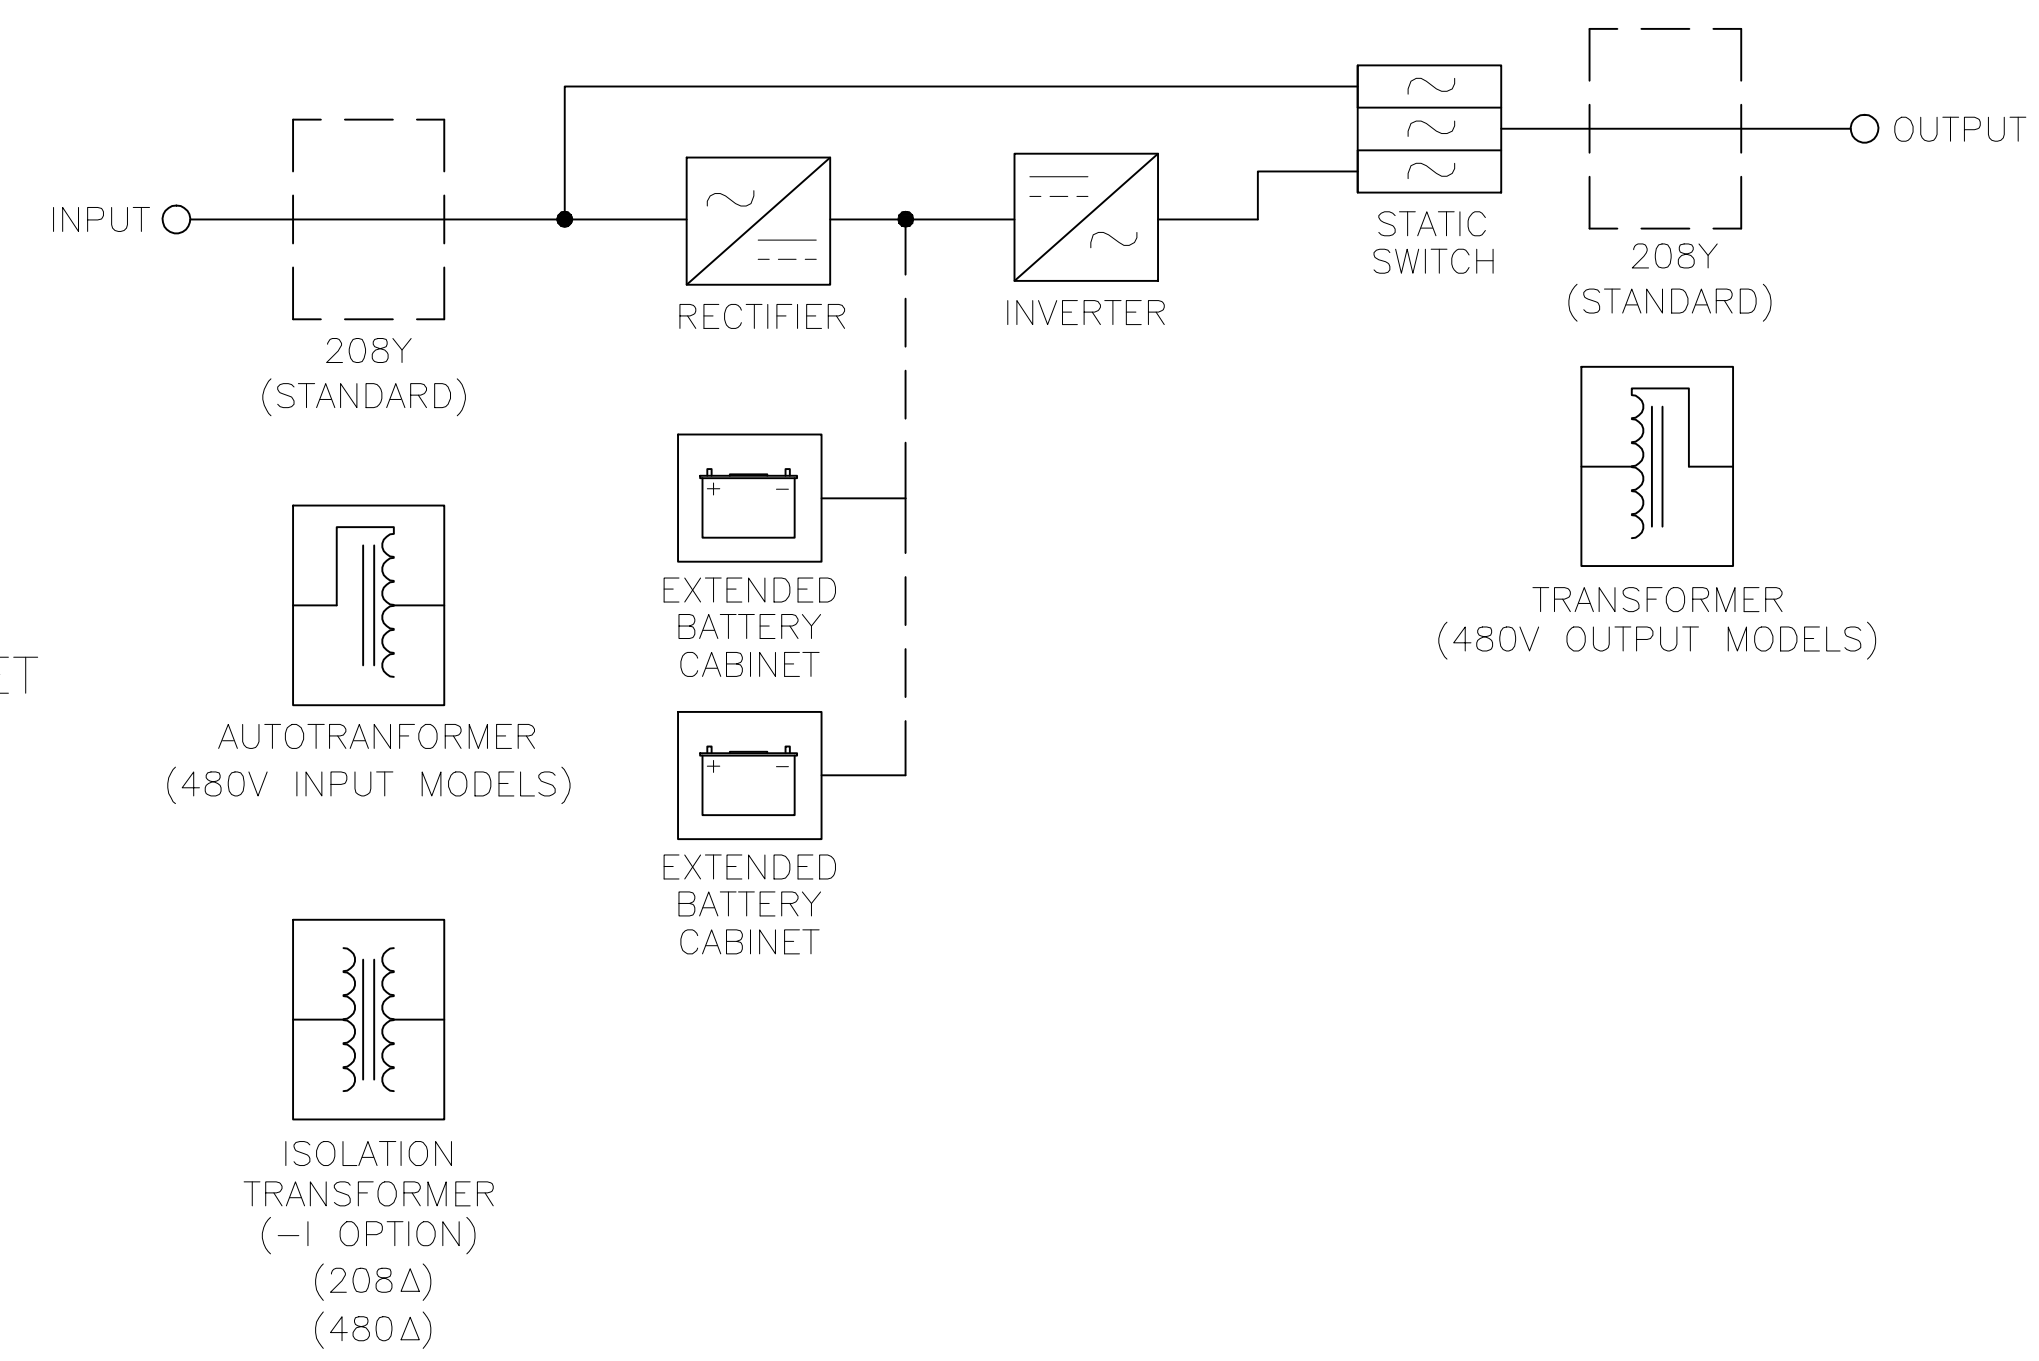 INPUT
OUTPUT
STATIC
SWITCH
208Y
(STANDARD)
RECTIFIER
INVERTER
208Y
(STANDARD)
EXTENDED
BATTERY
CABINET
TRANSFORMER
(480V OUTPUT MODELS)
ET
AUTOTRANFORMER
(480V INPUT MODELS)
EXTENDED
BATTERY
CABINET
ISOLATION
TRANSFORMER
(-I OPTION)
(208Δ)
(480Δ)